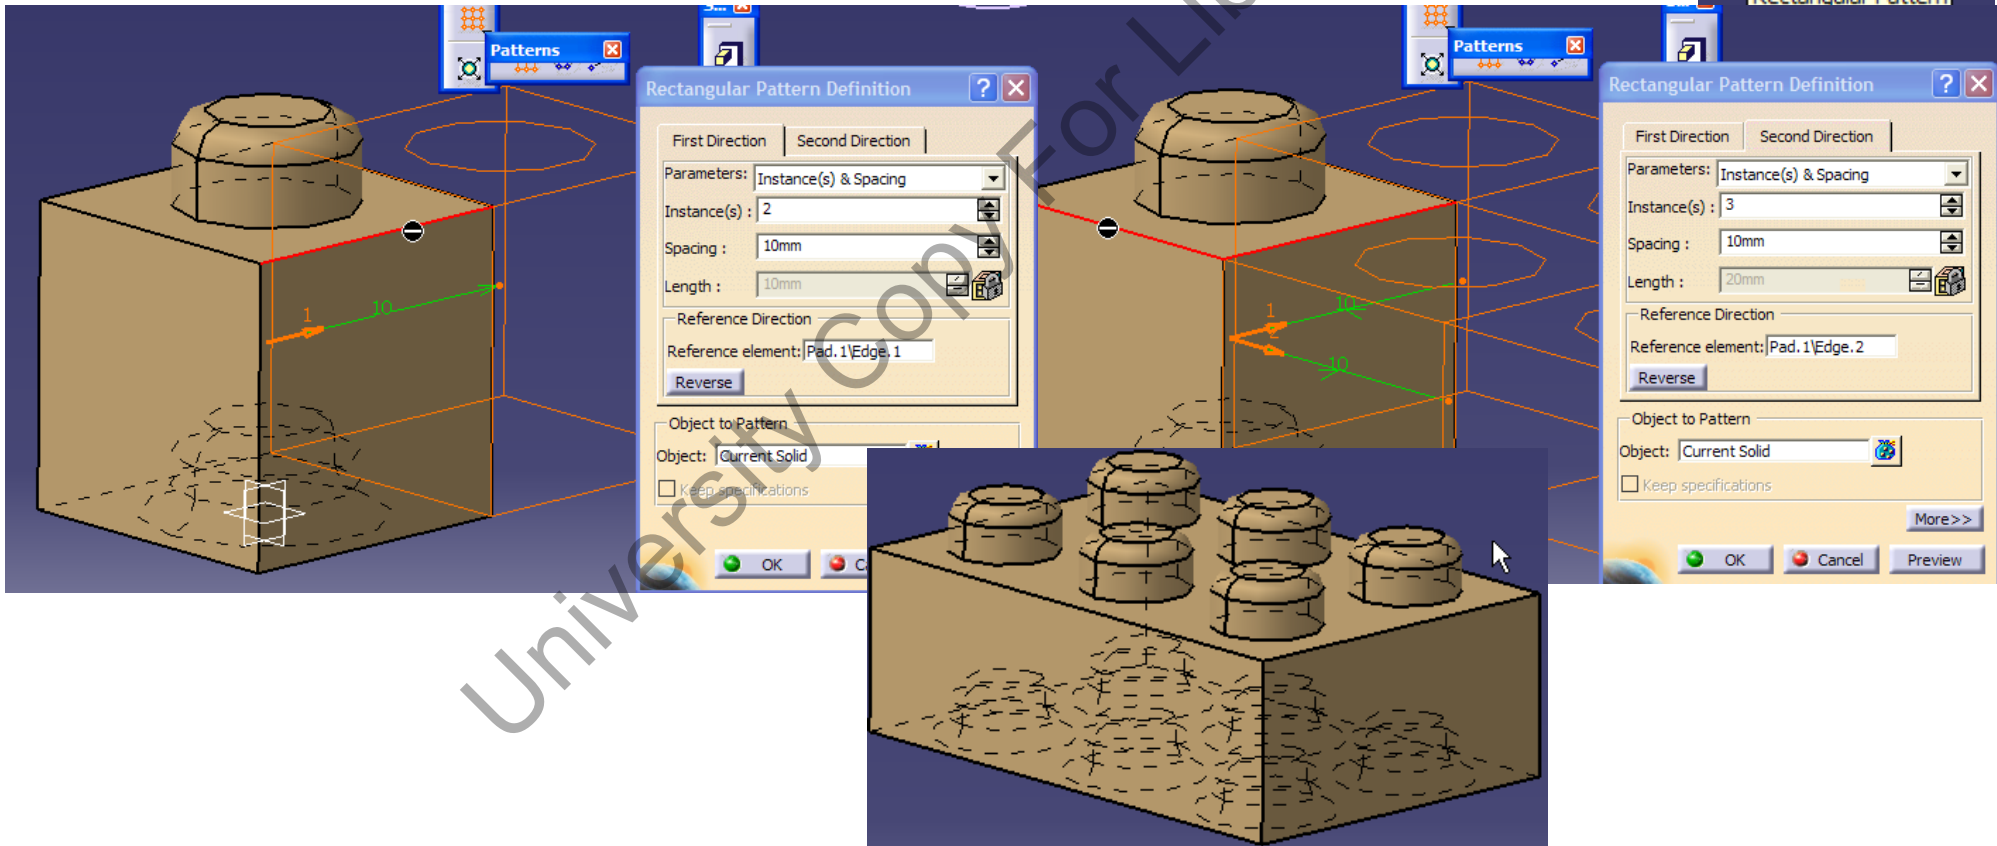 Rectangular Pattern
Patterns
Rectangular Pattern Definition
First Direction
Second Direction
Parameters: Instance(s) & Spacing
Instance(s) : 2
Spacing : 10mm
Length : 10mm
Reference Direction
Reference element: Pad.1\Edge.1
Reverse
Object to Pattern
Object: Current Solid
Keep specifications
OK
1
10
Patterns
Rectangular Pattern Definition
First Direction
Second Direction
Parameters: Instance(s) & Spacing
Instance(s) : 3
Spacing : 10mm
Length : 20mm
Reference Direction
Reference element: Pad.1\Edge.2
Reverse
Object to Pattern
Object: Current Solid
Keep specifications
More>>
OK
Cancel
Preview
1
10
2
10
University Copy For